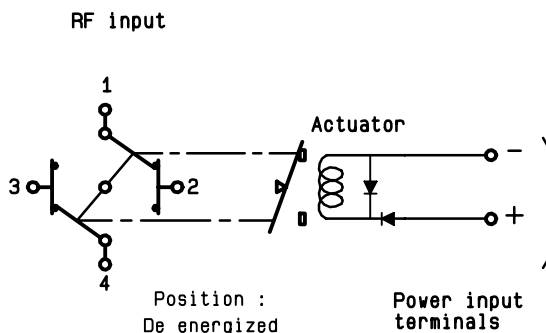 RF input
1
Actuator
-
3
2
+
4
Position :
De energized
Power input
terminals